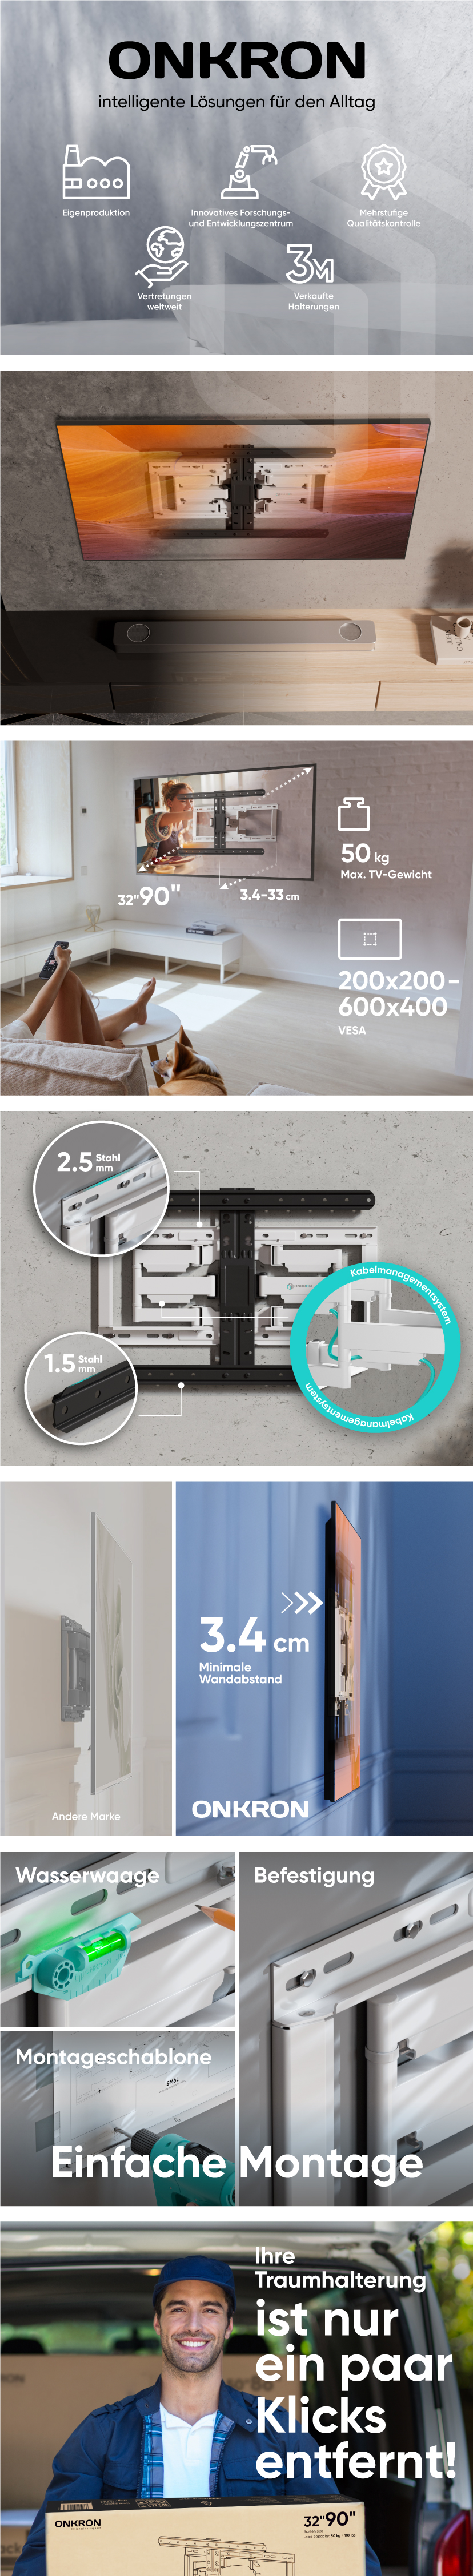 ONKRON
intelligente Lösungen für den Alltag
Eigenproduktion
Innovatives Forschungs-
und Entwicklungszentrum
Mehrstufige
Qualitätskontrolle
Vertretungen
weltweit
3M
Verkaufte
Halterungen
32"90"
3.4-33 cm
50 kg
Max. TV-Gewicht
200x200-
600x400
VESA
2.5 Stahl
mm
1.5 Stahl
mm
Kabelmanagementsystem
Kabelmanagementsystem
3.4 cm
Minimale
Wandabstand
Andere Marke
ONKRON
Wasserwaage
Befestigung
Montageschablone
SM6L
Einfache Montage
Ihre
Traumhalterung
ist nur
ein paar
Klicks
entfernt!
ONKRON
32"90"